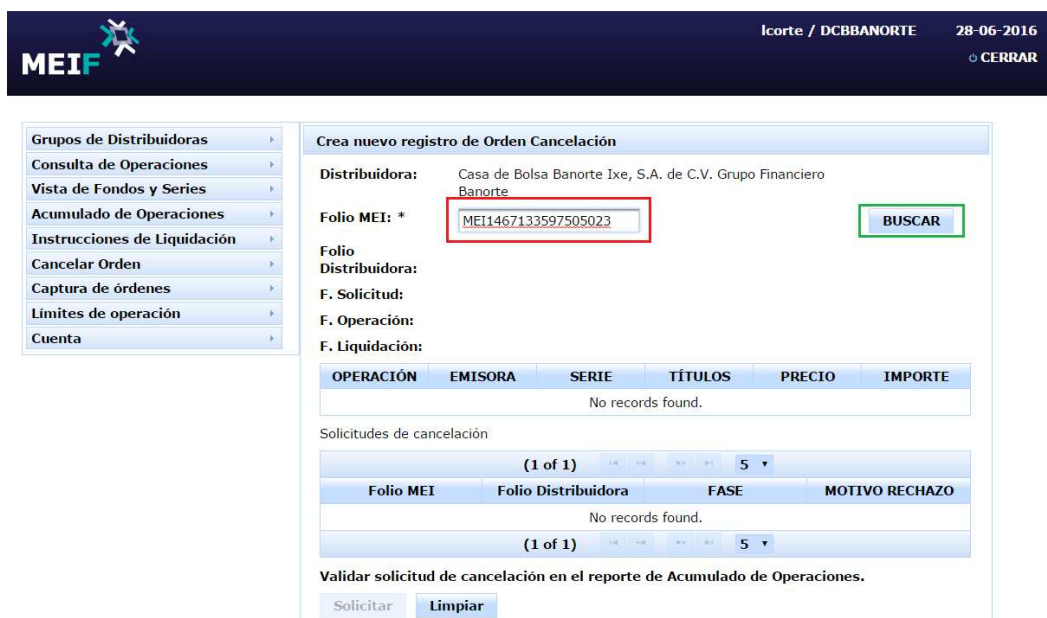 MEIF
lcorte / DCBBANORTE 28-06-2016
CERRAR
Grupos de Distribuidoras
Consulta de Operaciones
Vista de Fondos y Series
Acumulado de Operaciones
Instrucciones de Liquidación
Cancelar Orden
Captura de órdenes
Límites de operación
Cuenta
Crea nuevo registro de Orden Cancelación
Distribuidora: Casa de Bolsa Banorte Ixe, S.A. de C.V. Grupo Financiero
Banorte
Folio MEI: * MEI1467133597505023 BUSCAR
Folio
Distribuidora:
F. Solicitud:
F. Operación:
F. Liquidación:
OPERACIÓN EMISORA SERIE TÍTULOS PRECIO IMPORTE
No records found.
Solicitudes de cancelación
(1 of 1) 5
Folio MEI Folio Distribuidora FASE MOTIVO RECHAZO
No records found.
(1 of 1) 5
Validar solicitud de cancelación en el reporte de Acumulado de Operaciones.
Solicitar Limpiar